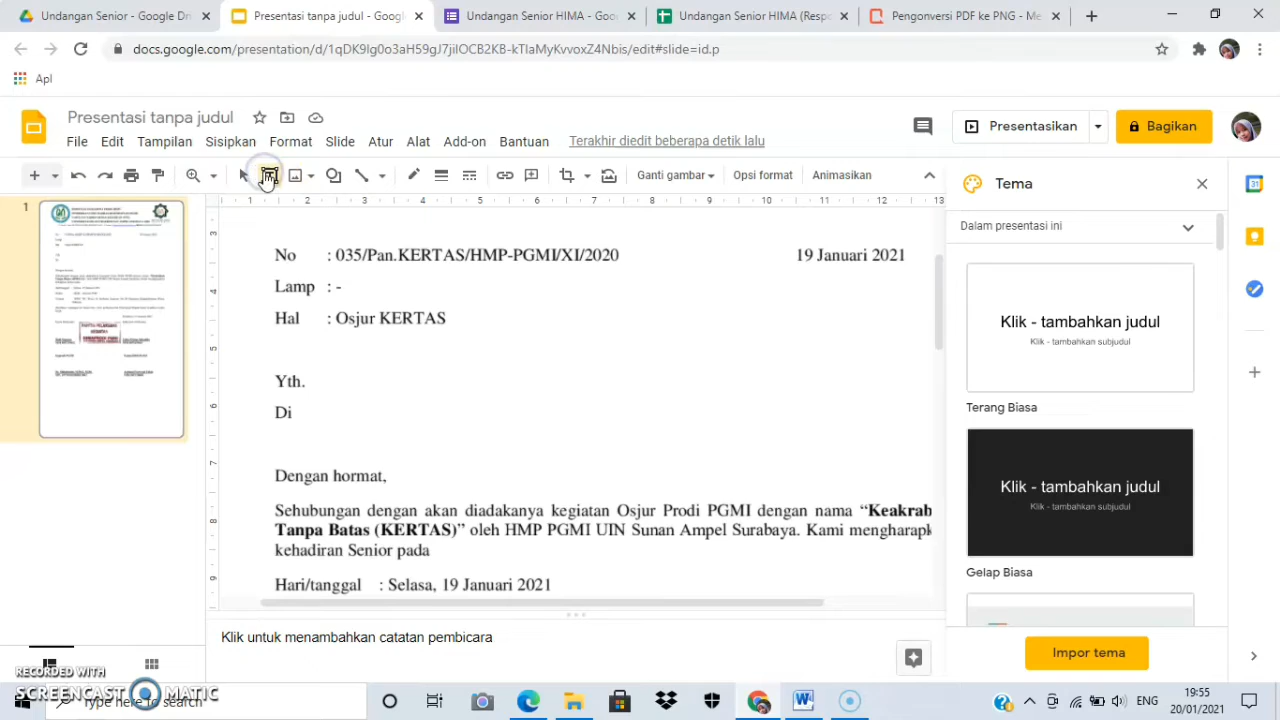 Undangan Senior PGMI - Google D
Presentasi tanpa judul - Googl
Undangan Senior HIMA - Goo
Undangan Senior HIMA (Resp
Pengonversi PDF ke PNG - M
docs.google.com/presentation/d/1qDK9Ig0o3aH59gJ7jiIOCB2KB-kTlaMyKvvoxZ4Nbis/edit#slide=id.p
Apl
Presentasi tanpa judul
File Edit Tampilan Sisipkan Format Slide Atur Alat Add-on Bantuan Terakhir diedit beberapa detik lalu
Presentasikan
Bagikan
Ganti gambar Opsi format Animasikan
Tema
Dalam presentasi ini
Klik - tambahkan judul
Klik - tambahkan subjudul
Terang Biasa
Klik - tambahkan judul
Klik - tambahkan subjudul
Gelap Biasa
Impor tema
1
No : 035/Pan.KERTAS/HMP-PGMI/XI/2020 19 Januari 2021
Lamp : -
Hal : Osjur KERTAS
Yth.
Di
Dengan hormat,
Sehubungan dengan akan diadakanya kegiatan Osjur Prodi PGMI dengan nama “Keakrab
Tanpa Batas (KERTAS)” oleh HMP PGMI UIN Sunan Ampel Surabaya. Kami mengharapk
kehadiran Senior pada
Hari/tanggal : Selasa, 19 Januari 2021
Klik untuk menambahkan catatan pembicara
RECORDED WITH
SCREENCAST MATIC
Type here to search
ENG
19:55
20/01/2021